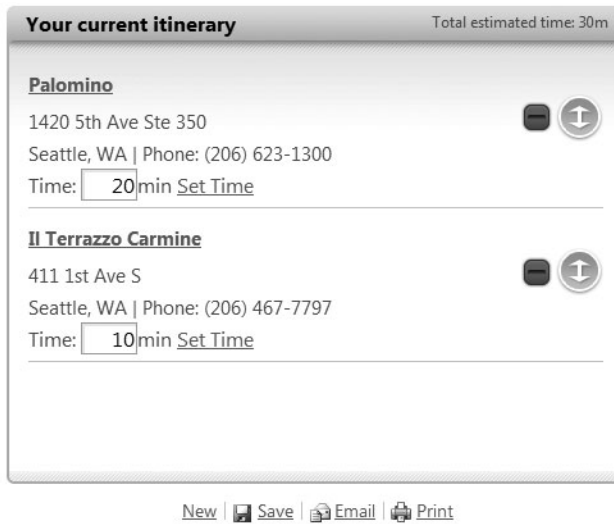 Your current itinerary Total estimated time: 30m
Palomino
1420 5th Ave Ste 350
Seattle, WA | Phone: (206) 623-1300
Time: 20 min Set Time
Il Terrazzo Carmine
411 1st Ave S
Seattle, WA | Phone: (206) 467-7797
Time: 10 min Set Time
New | Save | Email | Print